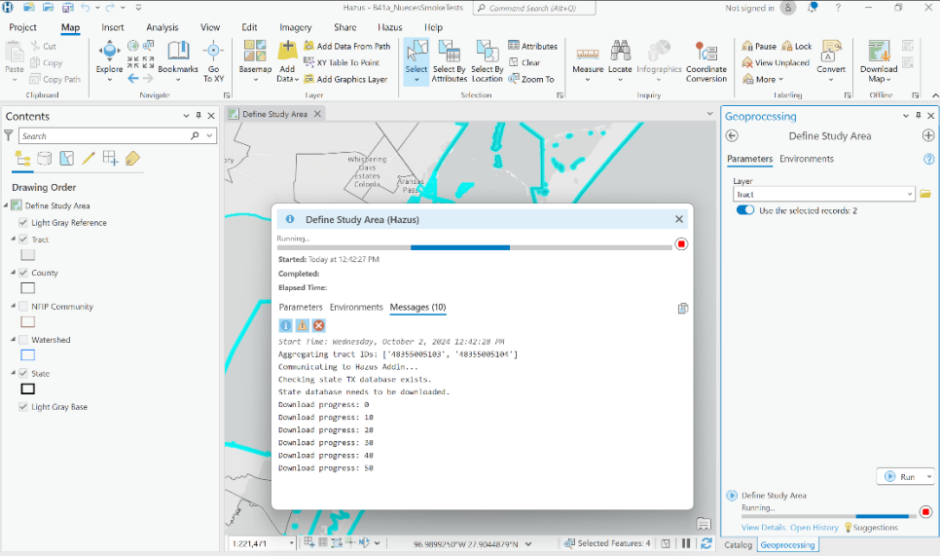 Hazus - B41a_NuecesSmokeTests
Command Search (Alt+Q)
Not signed in
Project Map Insert Analysis View Edit Imagery Share Hazus Help
Paste
Cut
Copy
Copy Path
Clipboard
Explore
Bookmarks
Go To XY
Navigate
Basemap
Add Data
Add Data From Path
XY Table To Point
Add Graphics Layer
Layer
Select
Select By Attributes
Select By Location
Attributes
Clear
Zoom To
Selection
Measure
Locate
Infographics
Coordinate Conversion
Inquiry
Pause
Lock
View Unplaced
More
Convert
Labeling
Download Map
Offline
Contents
Search
Drawing Order
Define Study Area
Light Gray Reference
Tract
County
NFIP Community
Watershed
State
Light Gray Base
Define Study Area
Whispering
Oaks
Estates
Colonia
Aransas
Pass
Define Study Area (Hazus)
Running...
Started: Today at 12:42:27 PM
Completed:
Elapsed Time:
Parameters Environments Messages (10)
Start Time: Wednesday, October 2, 2024 12:42:28 PM
Aggregating tract IDs: ['48355005103', '48355005104']
Communicating to Hazus Addin...
Checking state TX database exists.
State database needs to be downloaded.
Download progress: 0
Download progress: 10
Download progress: 20
Download progress: 30
Download progress: 40
Download progress: 50
1:221,471
96.9899250°W 27.9044879°N
Selected Features: 4
Geoprocessing
Define Study Area
Parameters Environments
Layer
Tract
Use the selected records: 2
Run
Define Study Area
Running...
View Details Open History Suggestions
Catalog Geoprocessing